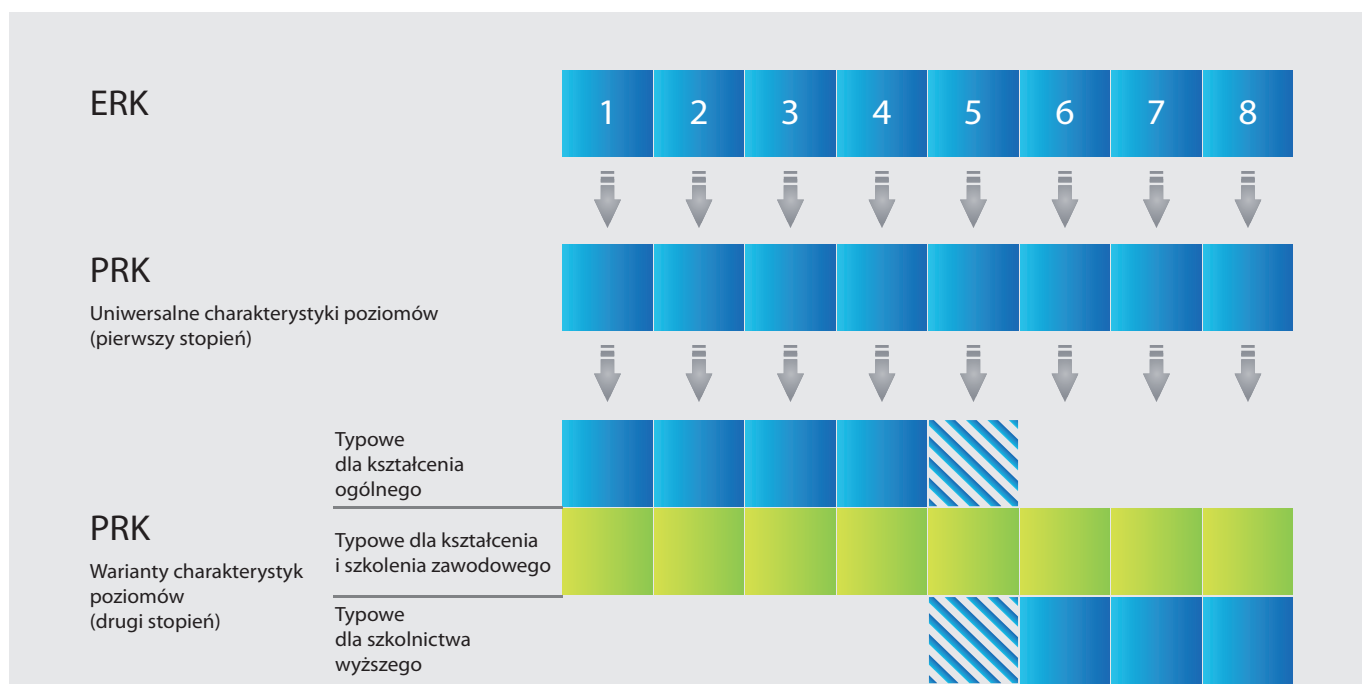 ERK
1 2 3 4 5 6 7 8
PRK
Uniwersalne charakterystyki poziomów
(pierwszy stopień)
PRK
Warianty charakterystyk
poziomów
(drugi stopień)
Typowe
dla kształcenia
ogólnego
Typowe dla kształcenia
i szkolenia zawodowego
Typowe
dla szkolnictwa
wyższego